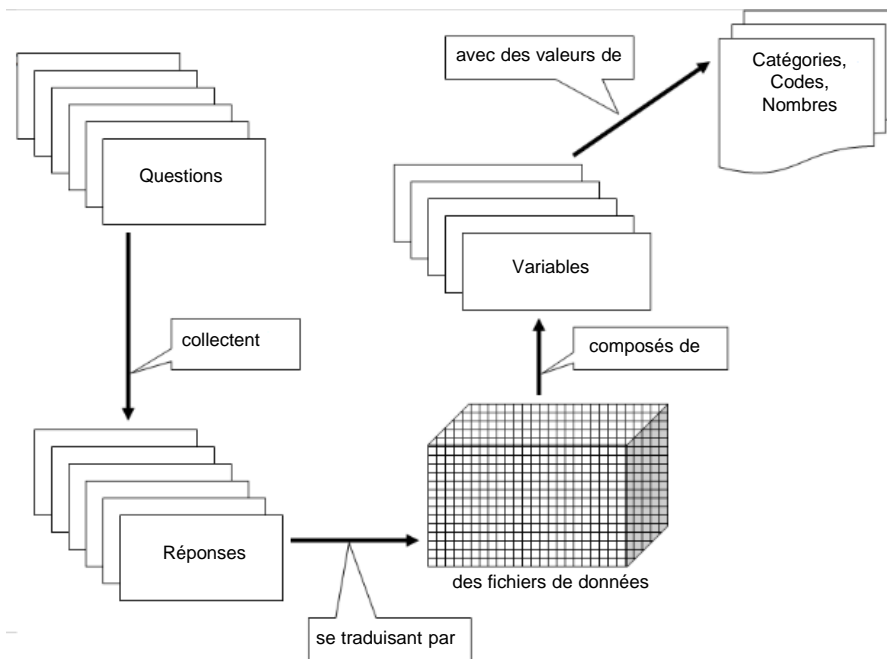 Questions
collectent
Réponses
se traduisant par
des fichiers de données
composés de
Variables
avec des valeurs de
Catégories,
Codes,
Nombres